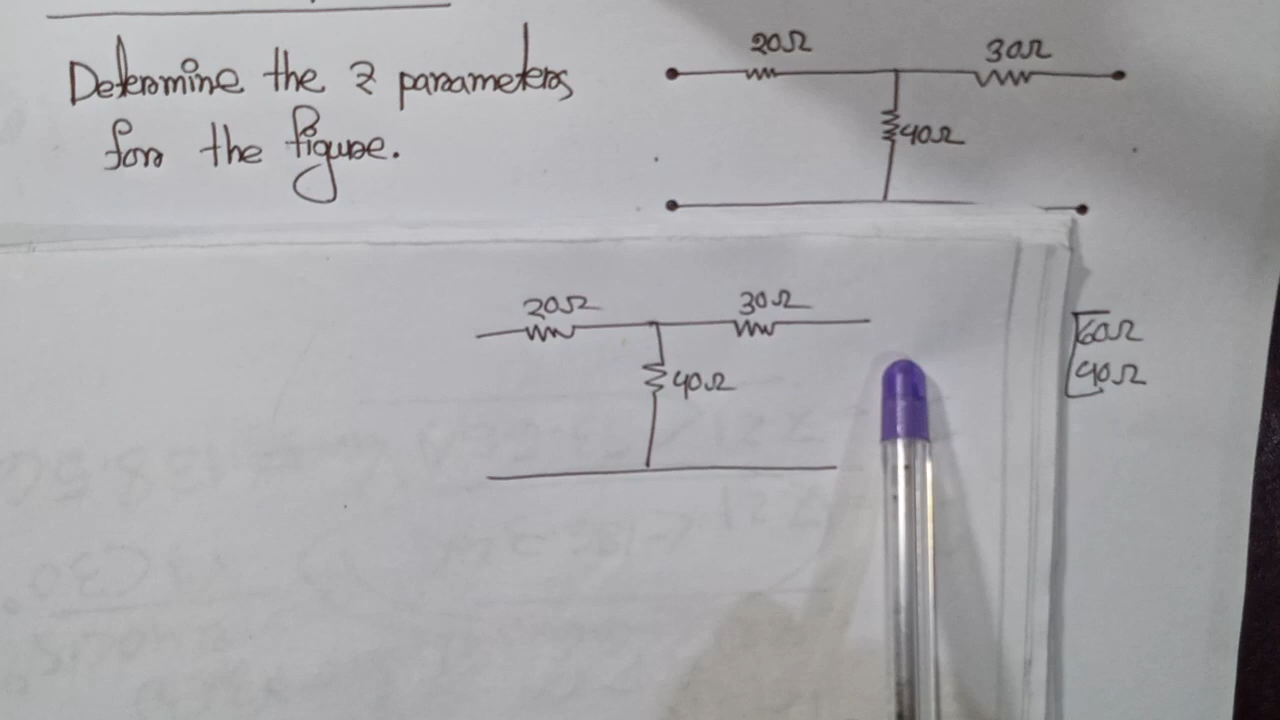 Determine the z parameters
for the figure.
20Ω
30Ω
40Ω
20Ω
30Ω
40Ω
60Ω
40Ω